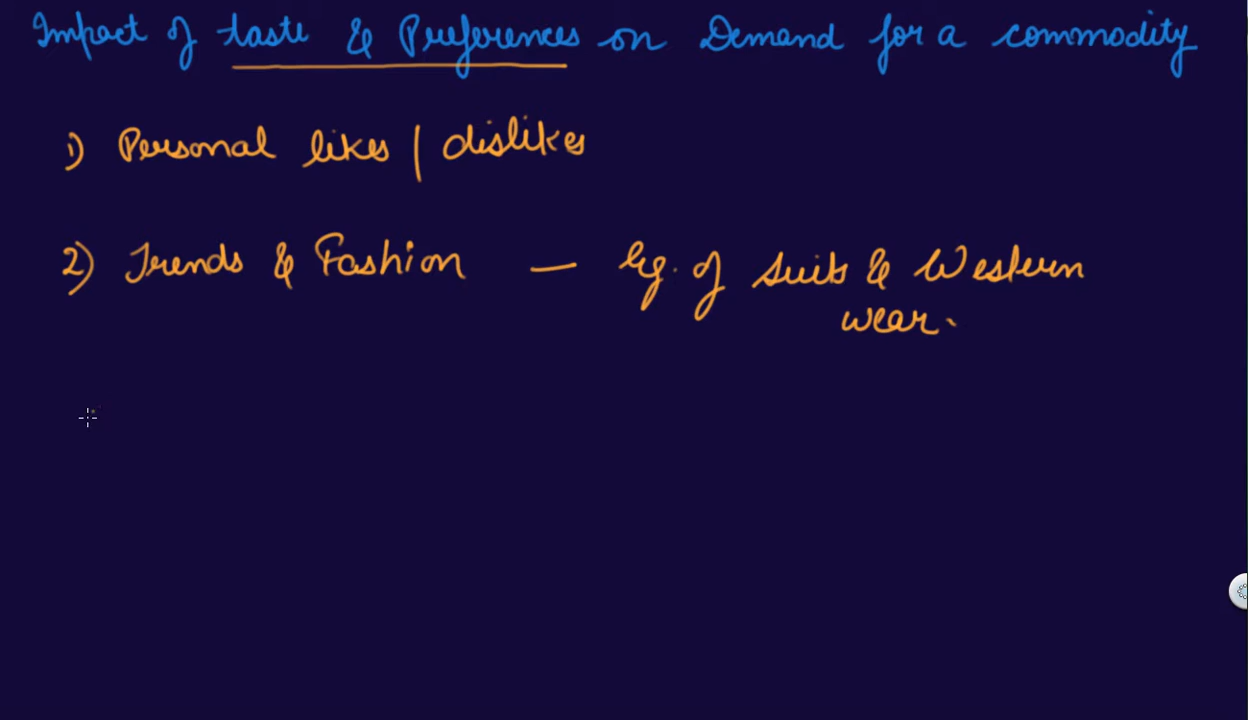 Impact of taste & Preferences on Demand for a commodity
1) Personal likes | dislikes
2) Trends & Fashion — Eg. of Suits & Western
wear.